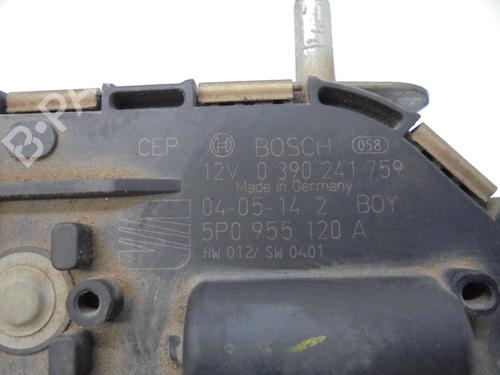 CEP BOSCH 058
12V 0 390 241 759
Made in Germany
04-05-14 2 BOY
5P0 955 120 A
HW 012/ SW 0401
B-PA